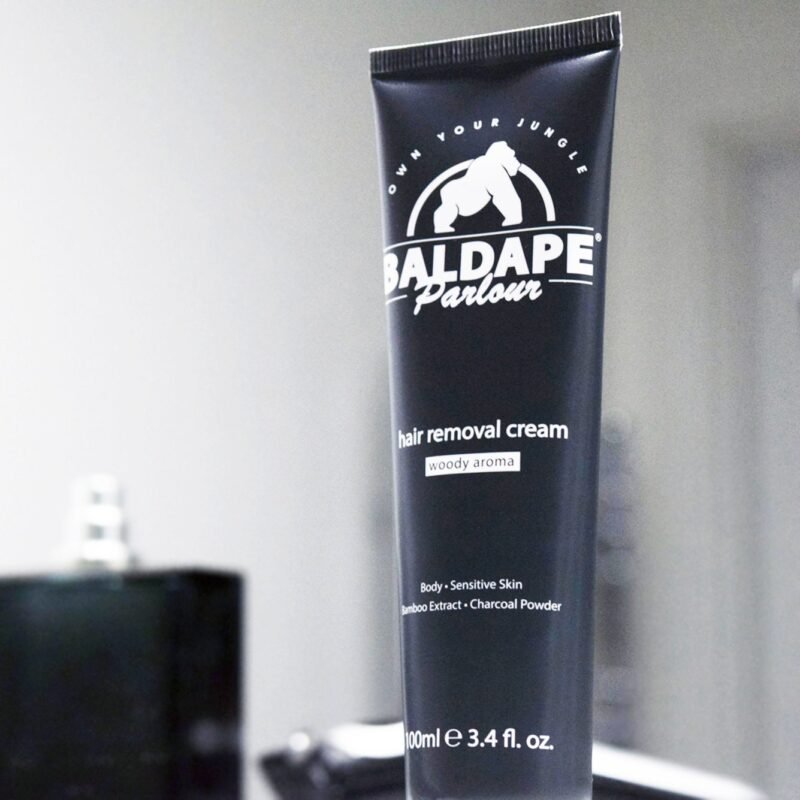 OWN YOUR JUNGLE
BALDAPE®
Parlour
hair removal cream
woody aroma
Body • Sensitive Skin
Bamboo Extract • Charcoal Powder
100ml ℮ 3.4 fl. oz.